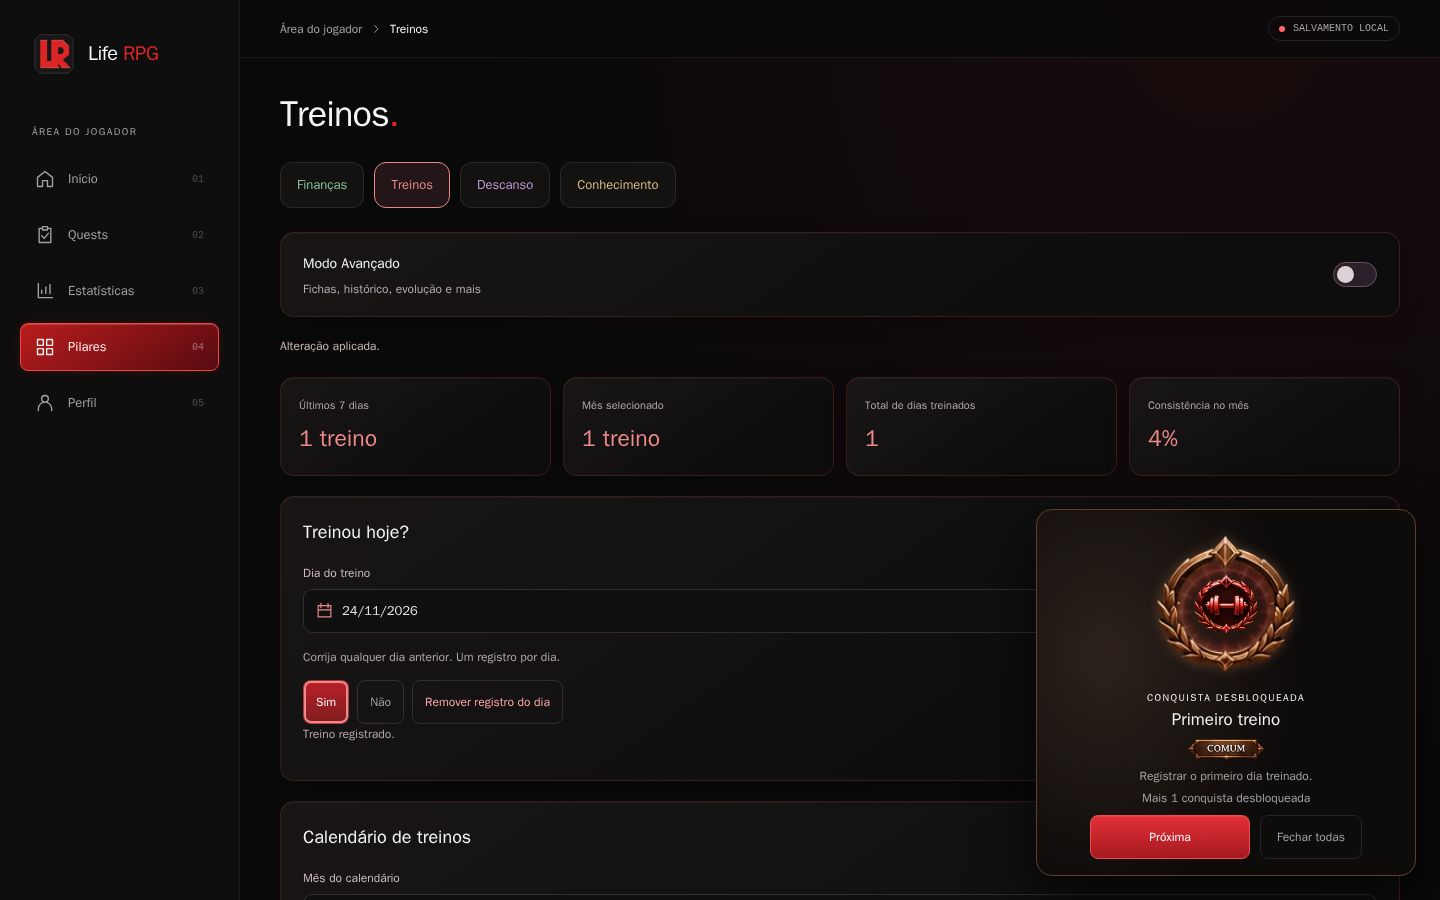 LR
Life RPG
ÁREA DO JOGADOR
Início 01
Quests 02
Estatísticas 03
Pilares 04
Perfil 05
Área do jogador > Treinos
SALVAMENTO LOCAL
Treinos.
Finanças Treinos Descanso Conhecimento
Modo Avançado
Fichas, histórico, evolução e mais
Alteração aplicada.
Últimos 7 dias
1 treino
Mês selecionado
1 treino
Total de dias treinados
1
Consistência no mês
4%
Treinou hoje?
Dia do treino
24/11/2026
Corrija qualquer dia anterior. Um registro por dia.
Sim Não Remover registro do dia
Treino registrado.
Calendário de treinos
Mês do calendário
CONQUISTA DESBLOQUEADA
Primeiro treino
COMUM
Registrar o primeiro dia treinado.
Mais 1 conquista desbloqueada
Próxima Fechar todas